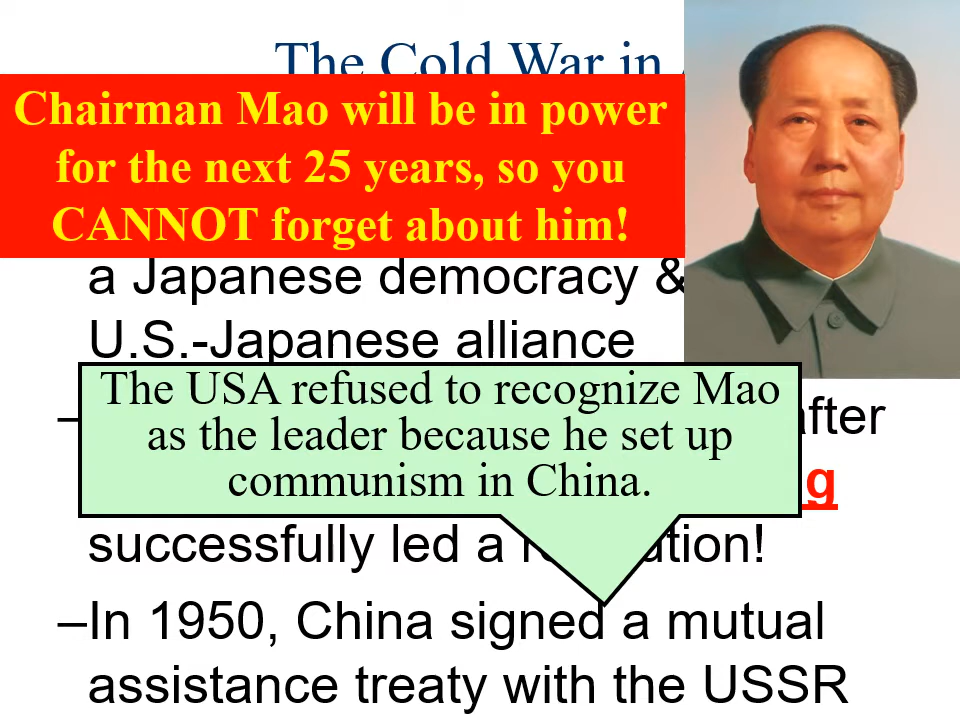 The Cold War in
Chairman Mao will be in power
for the next 25 years, so you
CANNOT forget about him!
a Japanese democracy &
U.S.-Japanese alliance
The USA refused to recognize Mao
as the leader because he set up
communism in China.
– after
successfully led a
–In 1950, China signed a mutual
assistance treaty with the USSR